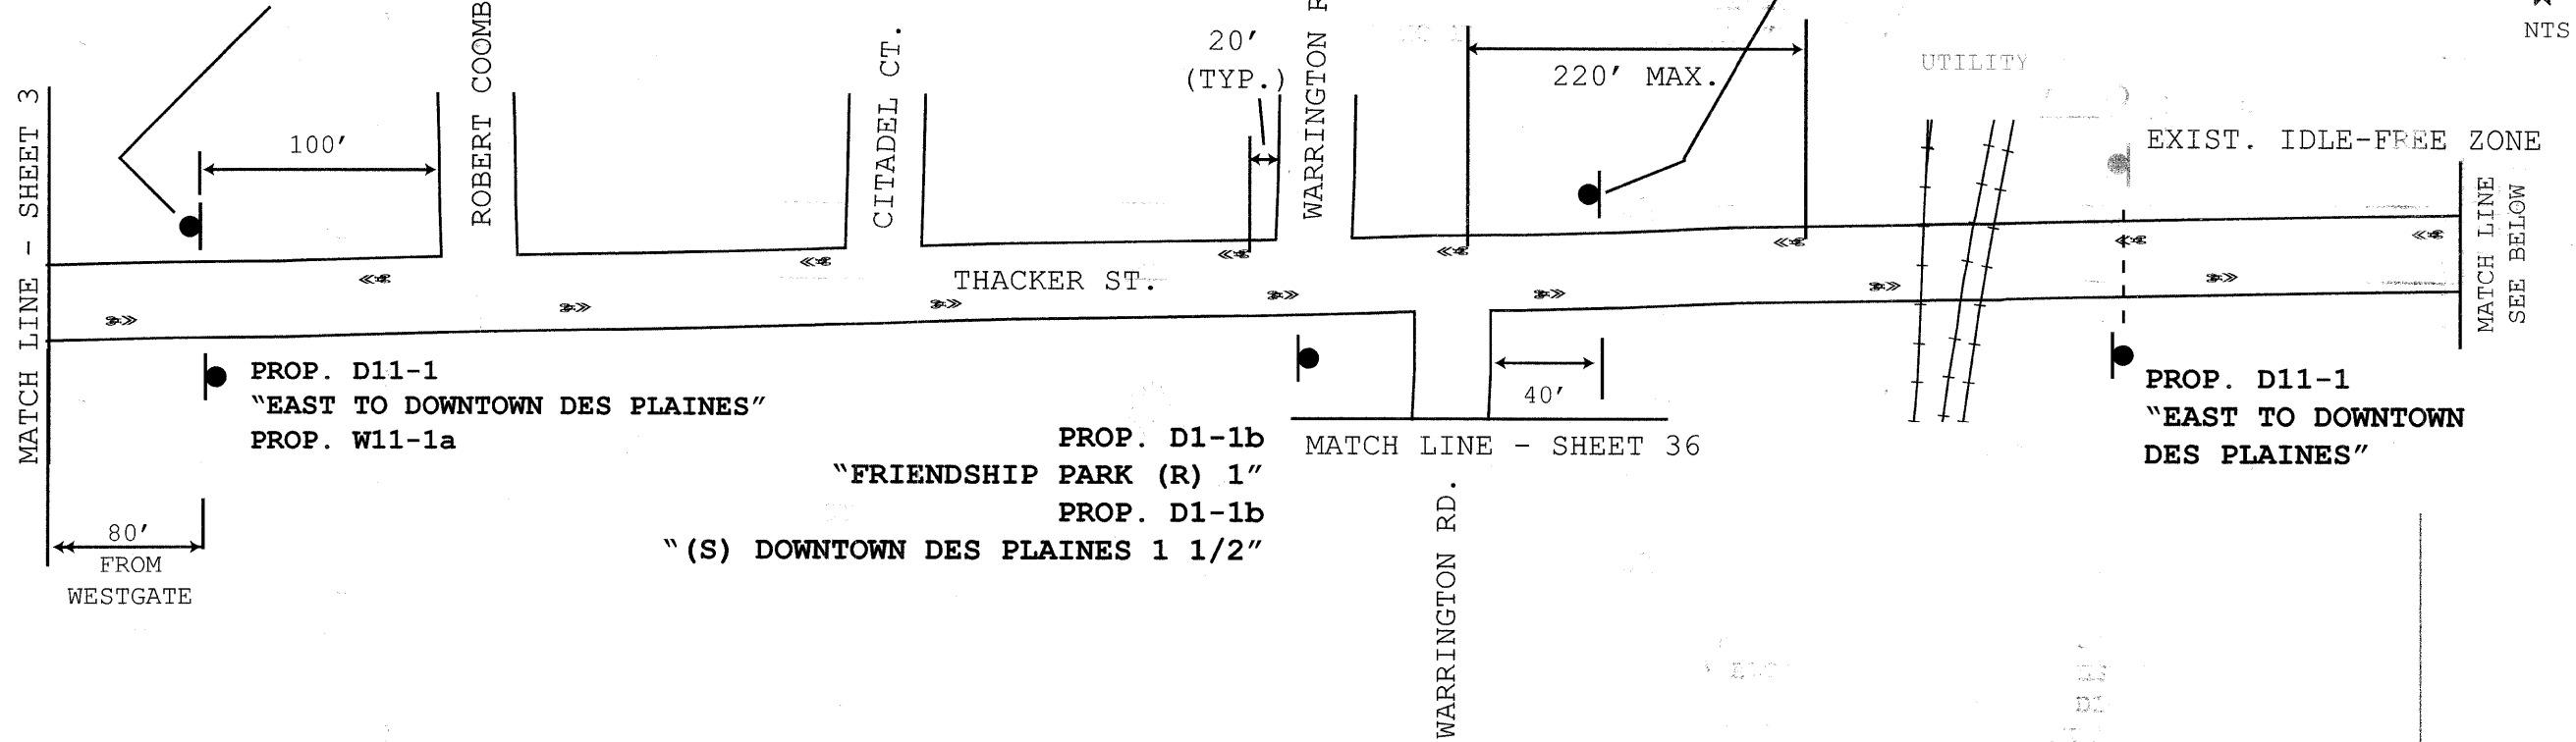 NTS
20′
(TYP.)
220′ MAX.
UTILITY
MATCH LINE - SHEET 3
100′
ROBERT COOMB
CITADEL CT.
WARRINGTON
EXIST. IDLE-FREE ZONE
MATCH LINE
SEE BELOW
THACKER ST.
PROP. D11-1
“EAST TO DOWNTOWN DES PLAINES”
PROP. W11-1a
40′
PROP. D11-1
“EAST TO DOWNTOWN
DES PLAINES”
PROP. D1-1b
“FRIENDSHIP PARK (R) 1”
PROP. D1-1b
“(S) DOWNTOWN DES PLAINES 1 1/2”
MATCH LINE - SHEET 36
WARRINGTON RD.
80′
FROM
WESTGATE